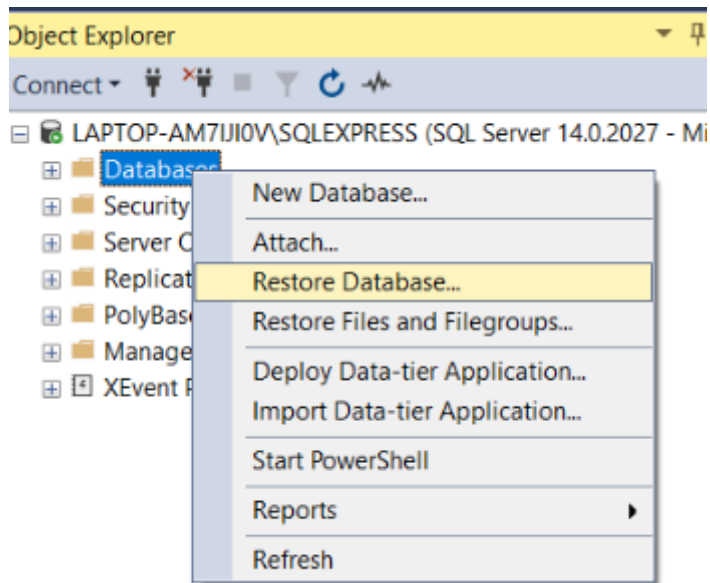 Object Explorer
Connect
LAPTOP-AM7IJI0V\SQLEXPRESS (SQL Server 14.0.2027 - Mi
Databases
Security
Server O
Replicat
PolyBas
Manage
XEvent P
New Database...
Attach...
Restore Database...
Restore Files and Filegroups...
Deploy Data-tier Application...
Import Data-tier Application...
Start PowerShell
Reports
Refresh